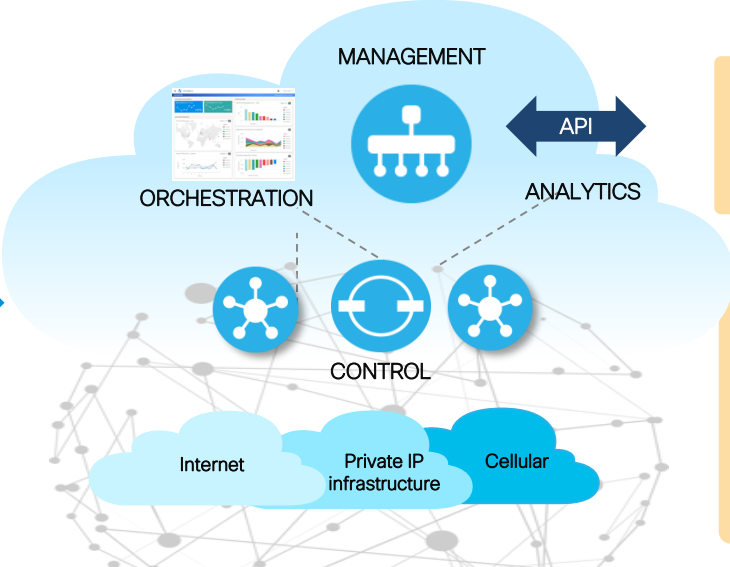 MANAGEMENT
API
ORCHESTRATION
ANALYTICS
CONTROL
Internet
Private IP
infrastructure
Cellular